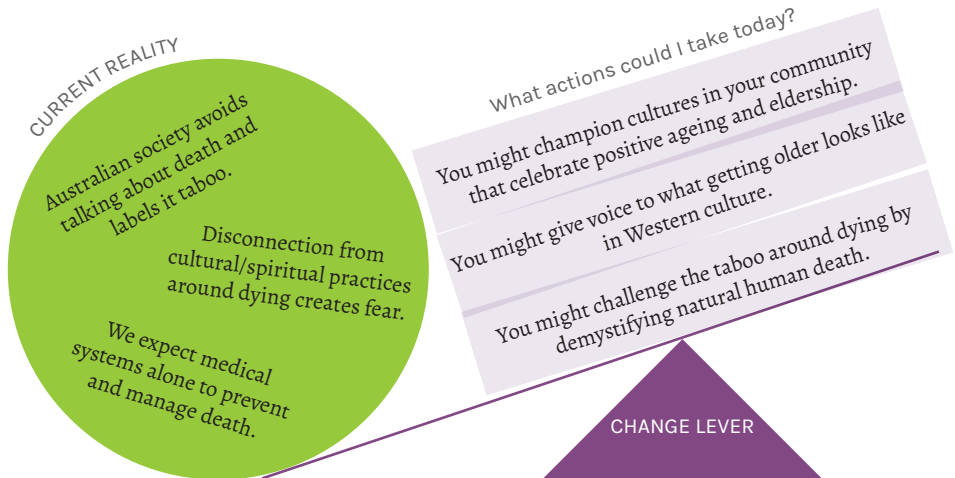 CURRENT REALITY
Australian society avoids
talking about death and
labels it taboo.
Disconnection from
cultural/spiritual practices
around dying creates fear.
We expect medical
systems alone to prevent
and manage death.
What actions could I take today?
You might champion cultures in your community
that celebrate positive ageing and eldership.
You might give voice to what getting older looks like
in Western culture.
You might challenge the taboo around dying by
demystifying natural human death.
CHANGE LEVER